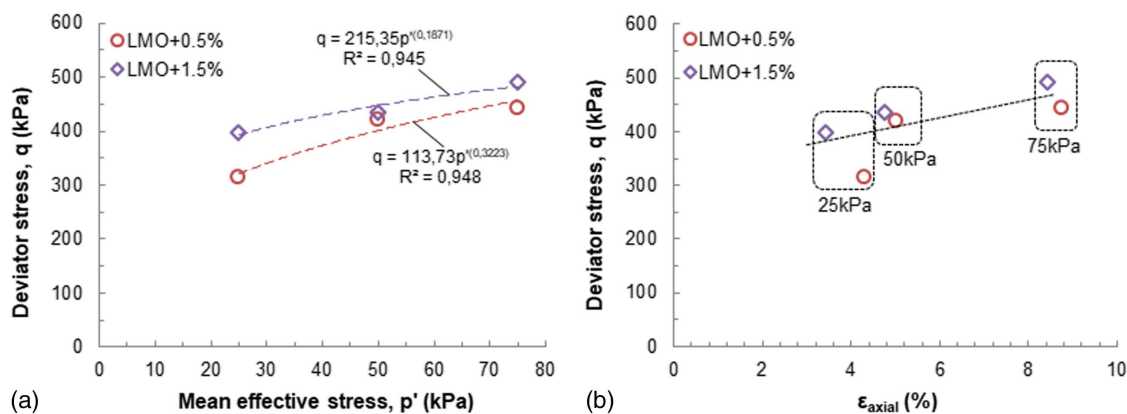 600
500
400
300
200
100
0
Deviator stress, q (kPa)
LMO+0.5%
LMO+1.5%
q = 215,35p'(0,1871)
R² = 0,945
q = 113,73p'(0,3223)
R² = 0,948
0 10 20 30 40 50 60 70 80
(a)
Mean effective stress, p' (kPa)
600
500
400
300
200
100
0
Deviator stress, q (kPa)
LMO+0.5%
LMO+1.5%
25kPa
50kPa
75kPa
0 2 4 6 8 10
(b)
εaxial (%)